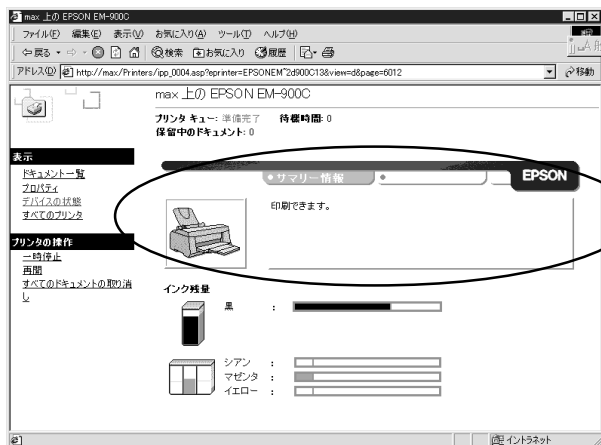 max 上の EPSON EM-900C
ファイル(F) 編集(E) 表示(V) お気に入り(A) ツール(T) ヘルプ(H)
戻る 検索 お気に入り 履歴
アドレス(D) http://max/Printers/ipp_0004.asp?eprinter=EPSONEM~2d900C13&view=d&page=6012 移動
max 上の EPSON EM-900C
プリンタ キュー: 準備完了 待機時間: 0
保留中のドキュメント: 0
表示
ドキュメント一覧
プロパティ
デバイスの状態
すべてのプリンタ
プリンタの操作
一時停止
再開
すべてのドキュメントの取り消
し
サマリー情報
EPSON
印刷できます。
インク残量
黒 :
シアン :
マゼンタ :
イエロー :
イントラネット